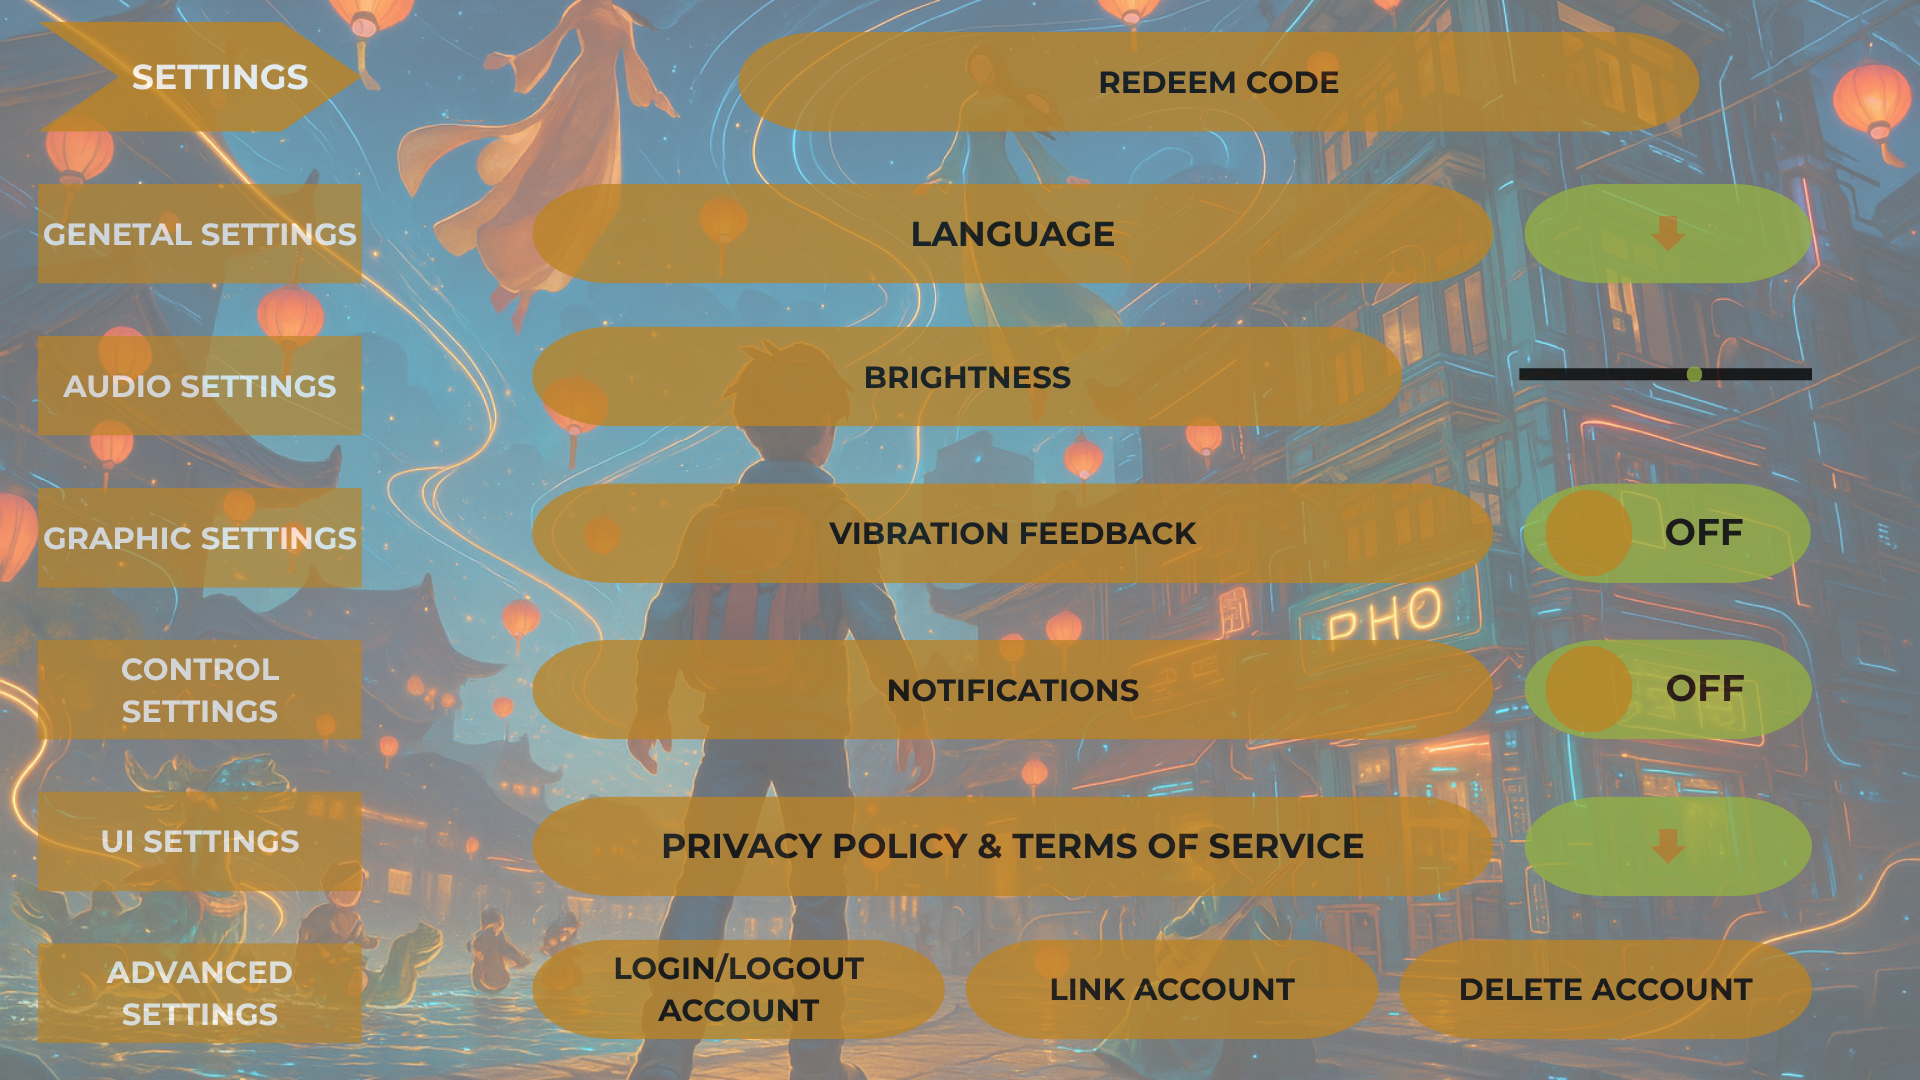 SETTINGS
REDEEM CODE
GENETAL SETTINGS
LANGUAGE
AUDIO SETTINGS
BRIGHTNESS
GRAPHIC SETTINGS
VIBRATION FEEDBACK
OFF
PHO
CONTROL
SETTINGS
NOTIFICATIONS
OFF
UI SETTINGS
PRIVACY POLICY & TERMS OF SERVICE
ADVANCED
SETTINGS
LOGIN/LOGOUT
ACCOUNT
LINK ACCOUNT
DELETE ACCOUNT